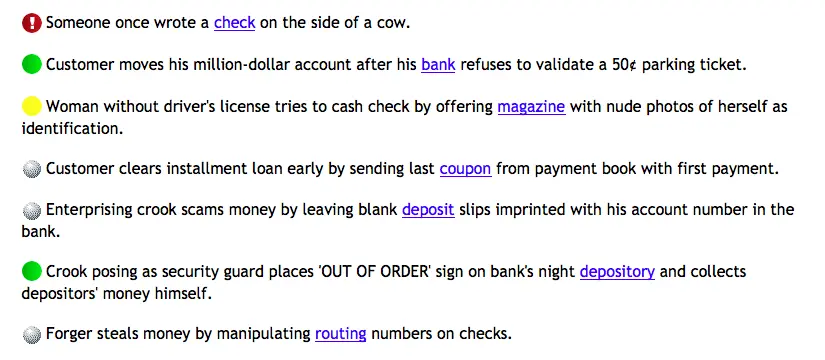 Someone once wrote a check on the side of a cow.
Customer moves his million-dollar account after his bank refuses to validate a 50¢ parking ticket.
Woman without driver's license tries to cash check by offering magazine with nude photos of herself as
identification.
Customer clears installment loan early by sending last coupon from payment book with first payment.
Enterprising crook scams money by leaving blank deposit slips imprinted with his account number in the
bank.
Crook posing as security guard places 'OUT OF ORDER' sign on bank's night depository and collects
depositors' money himself.
Forger steals money by manipulating routing numbers on checks.